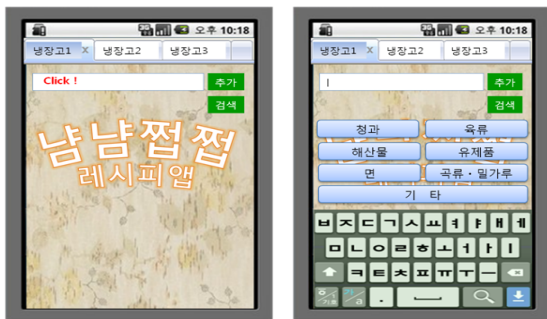 오후 10:18
냉장고1 x 냉장고2 냉장고3
Click !
추가
검색
냠냠쩝쩝
레시피앱
오후 10:18
냉장고1 x 냉장고2 냉장고3
추가
검색
청과 육류
해산물 유제품
면 곡류·밀가루
기 타
ㅂ ㅈ ㄷ ㄱ ㅅ ㅛ ㅕ ㅑ ㅐ ㅔ
ㅁ ㄴ ㅇ ㄹ ㅎ ㅗ ㅓ ㅏ ㅣ
ㅋ ㅌ ㅊ ㅍ ㅠ ㅜ ㅡ
.